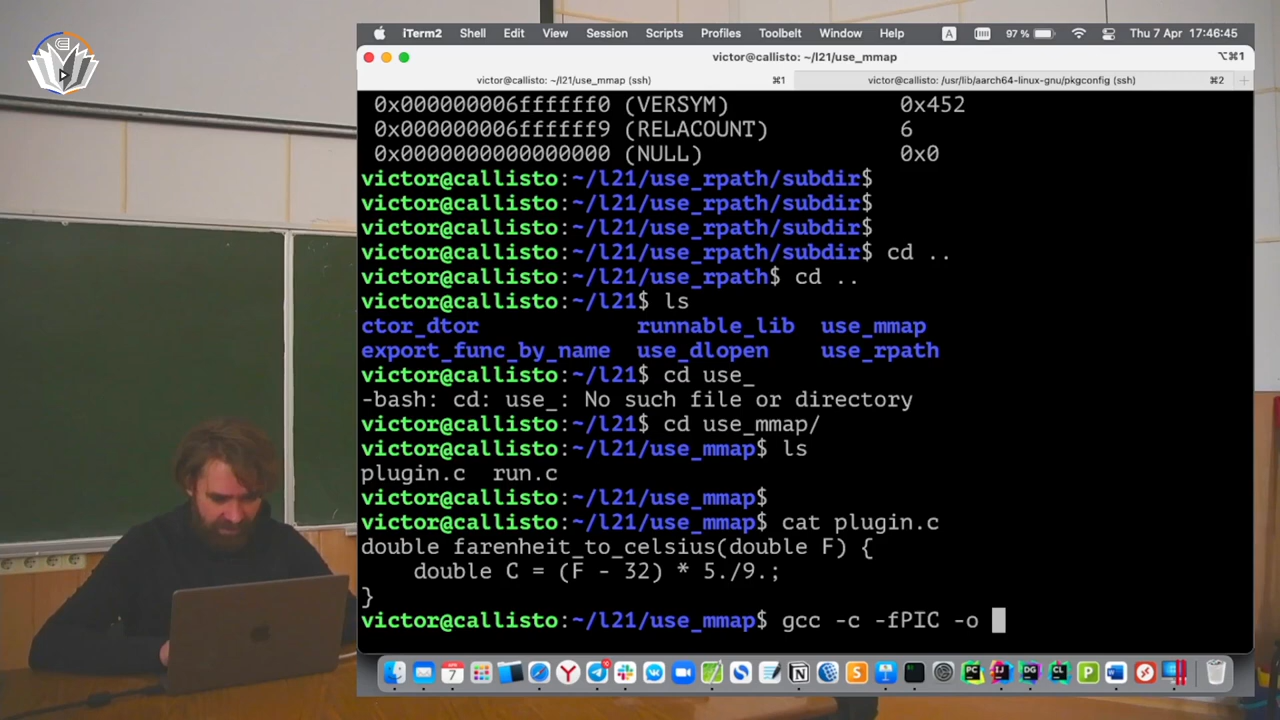 iTerm2 Shell Edit View Session Scripts Profiles Toolbelt Window Help A 97 % Thu 7 Apr 17:46:45
victor@callisto: ~/l21/use_mmap ⌥⌘1
victor@callisto: ~/l21/use_mmap (ssh) ⌘1 victor@callisto: /usr/lib/aarch64-linux-gnu/pkgconfig (ssh) ⌘2 +
0x000000006ffffff0 (VERSYM) 0x452
0x000000006ffffff9 (RELACOUNT) 6
0x0000000000000000 (NULL) 0x0
victor@callisto:~/l21/use_rpath/subdir$
victor@callisto:~/l21/use_rpath/subdir$
victor@callisto:~/l21/use_rpath/subdir$
victor@callisto:~/l21/use_rpath/subdir$ cd ..
victor@callisto:~/l21/use_rpath$ cd ..
victor@callisto:~/l21$ ls
ctor_dtor runnable_lib use_mmap
export_func_by_name use_dlopen use_rpath
victor@callisto:~/l21$ cd use_
-bash: cd: use_: No such file or directory
victor@callisto:~/l21$ cd use_mmap/
victor@callisto:~/l21/use_mmap$ ls
plugin.c run.c
victor@callisto:~/l21/use_mmap$
victor@callisto:~/l21/use_mmap$ cat plugin.c
double farenheit_to_celsius(double F) {
double C = (F - 32) * 5./9.;
}
victor@callisto:~/l21/use_mmap$ gcc -c -fPIC -o